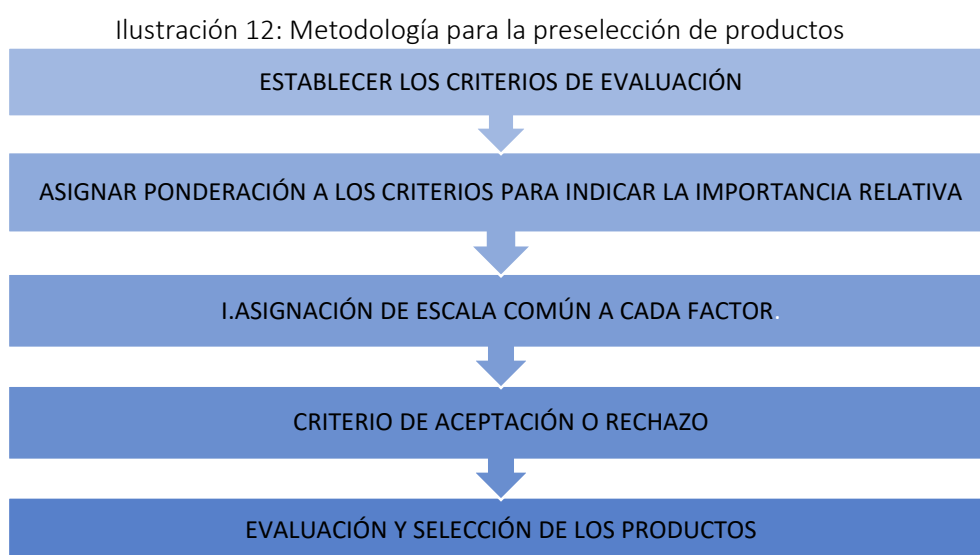 Ilustración 12: Metodología para la preselección de productos
ESTABLECER LOS CRITERIOS DE EVALUACIÓN
ASIGNAR PONDERACIÓN A LOS CRITERIOS PARA INDICAR LA IMPORTANCIA RELATIVA
I.ASIGNACIÓN DE ESCALA COMÚN A CADA FACTOR.
CRITERIO DE ACEPTACIÓN O RECHAZO
EVALUACIÓN Y SELECCIÓN DE LOS PRODUCTOS